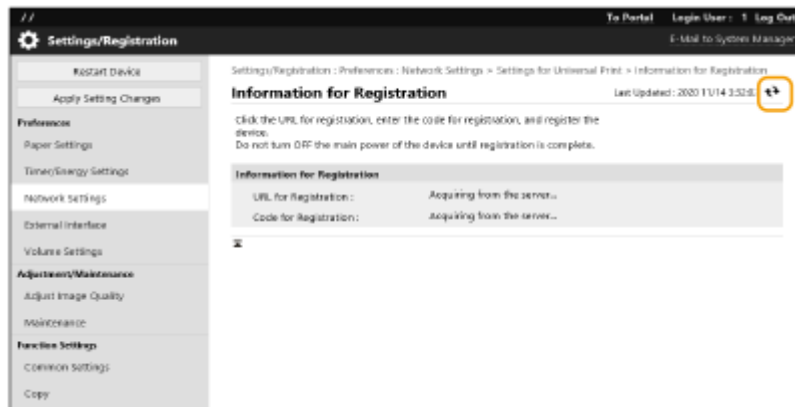 //
To Portal Login User : 1 Log Out
Settings/Registration
E-Mail to System Manager
Restart Device
Apply Setting Changes
Preferences
Paper Settings
Timer/Energy Settings
Network Settings
External Interface
Volume Settings
Adjustment/Maintenance
Adjust Image Quality
Maintenance
Function Settings
Common Settings
Copy
Settings/Registration : Preferences : Network Settings > Settings for Universal Print > Information for Registration
Information for Registration
Last Updated : 2020 11/14 3:52:
Click the URL for registration, enter the code for registration, and register the
device.
Do not turn OFF the main power of the device until registration is complete.
Information for Registration
URL for Registration : Acquiring from the server...
Code for Registration : Acquiring from the server...